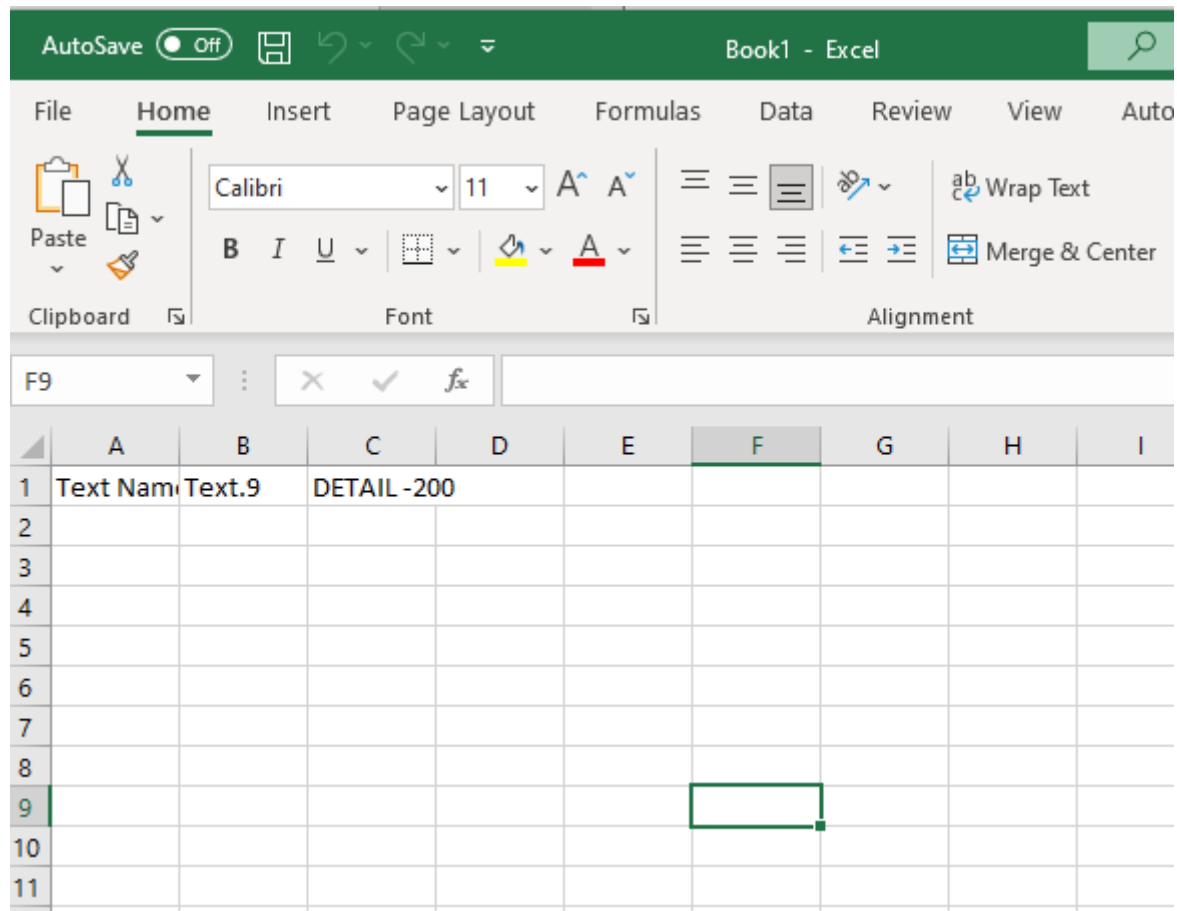 AutoSave Off Book1 - Excel
File Home Insert Page Layout Formulas Data Review View Auto
Calibri 11 ab Wrap Text
Paste B I U A Merge & Center
Clipboard Font Alignment
F9 fx
A B C D E F G H I
1 Text Nam Text.9 DETAIL -200
2
3
4
5
6
7
8
9
10
11